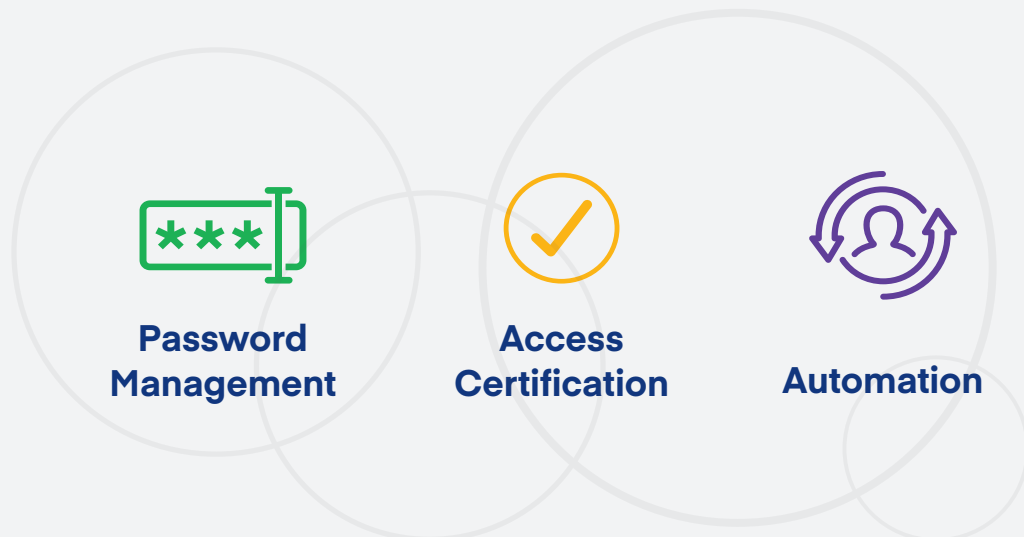 ***
Password
Management
Access
Certification
Automation